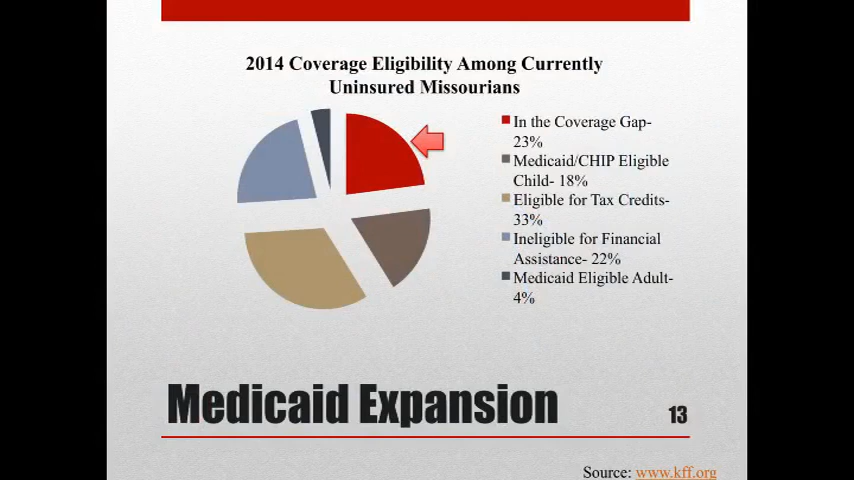 2014 Coverage Eligibility Among Currently
Uninsured Missourians
In the Coverage Gap-
23%
Medicaid/CHIP Eligible
Child- 18%
Eligible for Tax Credits-
33%
Ineligible for Financial
Assistance- 22%
Medicaid Eligible Adult-
4%
Medicaid Expansion
13
Source: www.kff.org